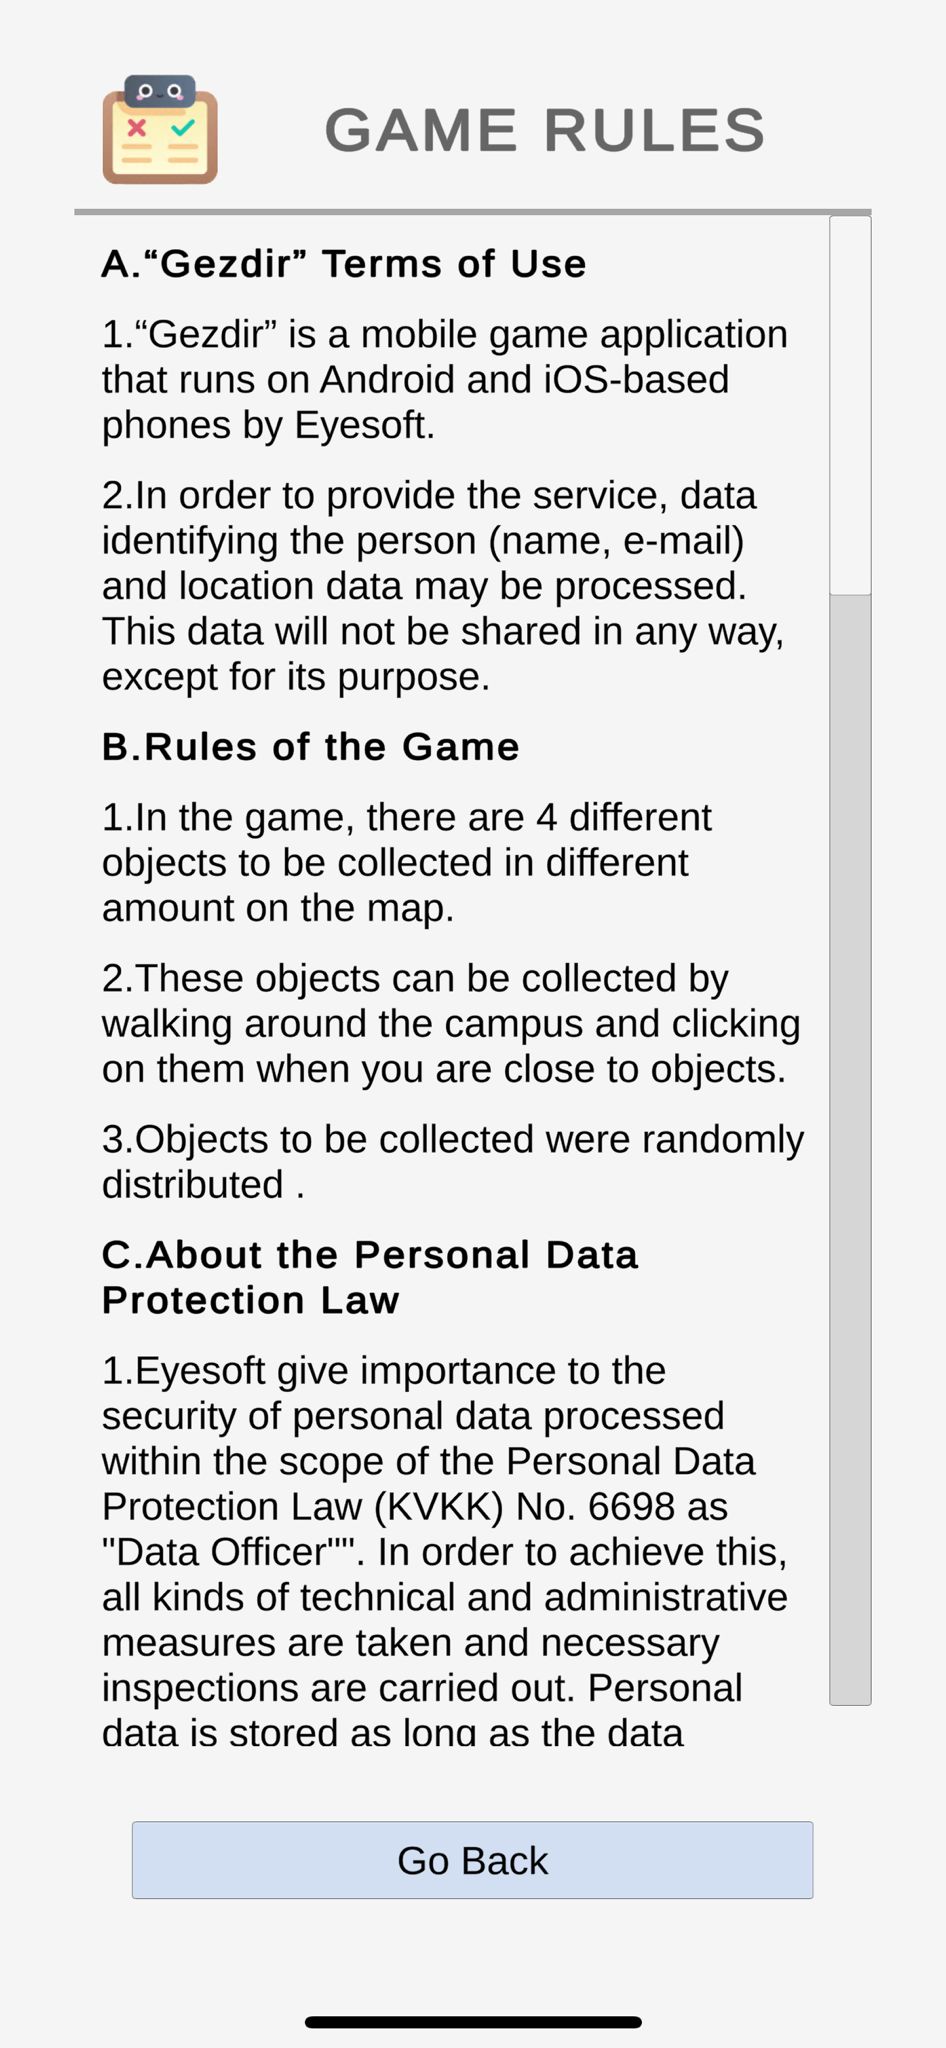 GAME RULES
A.“Gezdir” Terms of Use
1.“Gezdir” is a mobile game application
that runs on Android and iOS-based
phones by Eyesoft.
2.In order to provide the service, data
identifying the person (name, e-mail)
and location data may be processed.
This data will not be shared in any way,
except for its purpose.
B.Rules of the Game
1.In the game, there are 4 different
objects to be collected in different
amount on the map.
2.These objects can be collected by
walking around the campus and clicking
on them when you are close to objects.
3.Objects to be collected were randomly
distributed .
C.About the Personal Data
Protection Law
1.Eyesoft give importance to the
security of personal data processed
within the scope of the Personal Data
Protection Law (KVKK) No. 6698 as
"Data Officer"". In order to achieve this,
all kinds of technical and administrative
measures are taken and necessary
inspections are carried out. Personal
data is stored as long as the data
Go Back